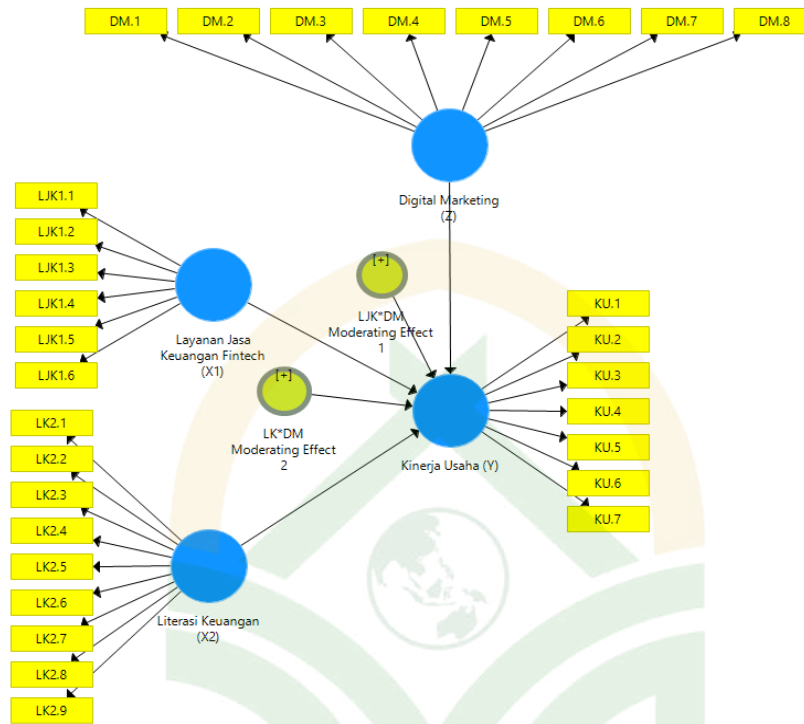 DM.1
DM.2
DM.3
DM.4
DM.5
DM.6
DM.7
DM.8
Digital Marketing
(Z)
LJK1.1
LJK1.2
LJK1.3
LJK1.4
LJK1.5
LJK1.6
Layanan Jasa
Keuangan Fintech
(X1)
[+]
LJK*DM
Moderating Effect
1
[+]
LK*DM
Moderating Effect
2
KU.1
KU.2
KU.3
KU.4
KU.5
KU.6
KU.7
Kinerja Usaha (Y)
LK2.1
LK2.2
LK2.3
LK2.4
LK2.5
LK2.6
LK2.7
LK2.8
LK2.9
Literasi Keuangan
(X2)